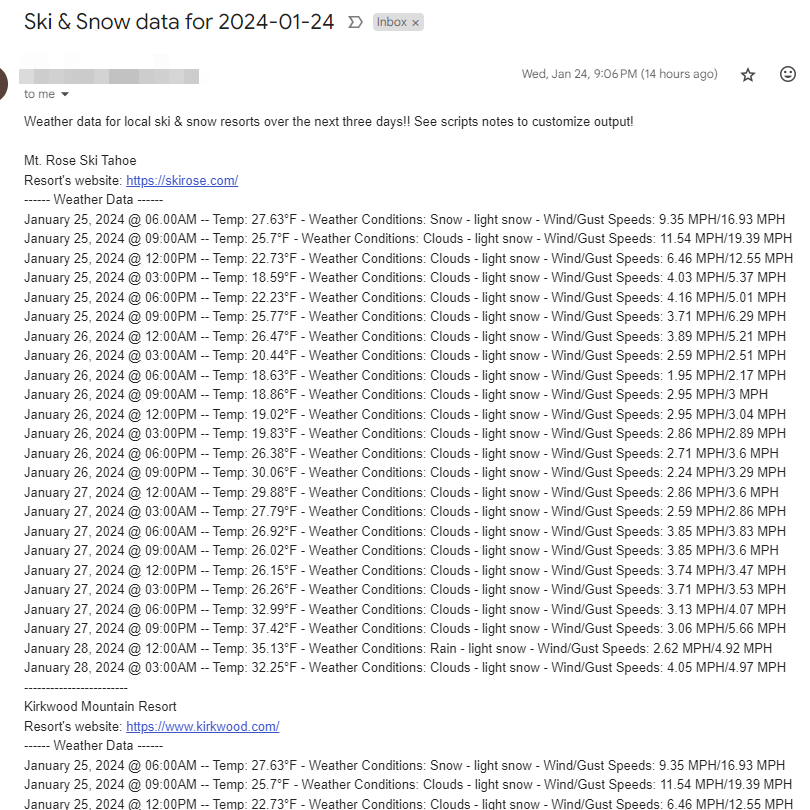 Ski & Snow data for 2024-01-24
Inbox ×
Wed, Jan 24, 9:06 PM (14 hours ago)
to me
Weather data for local ski & snow resorts over the next three days!! See scripts notes to customize output!
Mt. Rose Ski Tahoe
Resort's website: https://skirose.com/
------ Weather Data ------
January 25, 2024 @ 06:00AM -- Temp: 27.63°F - Weather Conditions: Snow - light snow - Wind/Gust Speeds: 9.35 MPH/16.93 MPH
January 25, 2024 @ 09:00AM -- Temp: 25.7°F - Weather Conditions: Clouds - light snow - Wind/Gust Speeds: 11.54 MPH/19.39 MPH
January 25, 2024 @ 12:00PM -- Temp: 22.73°F - Weather Conditions: Clouds - light snow - Wind/Gust Speeds: 6.46 MPH/12.55 MPH
January 25, 2024 @ 03:00PM -- Temp: 18.59°F - Weather Conditions: Clouds - light snow - Wind/Gust Speeds: 4.03 MPH/5.37 MPH
January 25, 2024 @ 06:00PM -- Temp: 22.23°F - Weather Conditions: Clouds - light snow - Wind/Gust Speeds: 4.16 MPH/5.01 MPH
January 25, 2024 @ 09:00PM -- Temp: 25.77°F - Weather Conditions: Clouds - light snow - Wind/Gust Speeds: 3.71 MPH/6.29 MPH
January 26, 2024 @ 12:00AM -- Temp: 26.47°F - Weather Conditions: Clouds - light snow - Wind/Gust Speeds: 3.89 MPH/5.21 MPH
January 26, 2024 @ 03:00AM -- Temp: 20.44°F - Weather Conditions: Clouds - light snow - Wind/Gust Speeds: 2.59 MPH/2.51 MPH
January 26, 2024 @ 06:00AM -- Temp: 18.63°F - Weather Conditions: Clouds - light snow - Wind/Gust Speeds: 1.95 MPH/2.17 MPH
January 26, 2024 @ 09:00AM -- Temp: 18.86°F - Weather Conditions: Clouds - light snow - Wind/Gust Speeds: 2.95 MPH/3 MPH
January 26, 2024 @ 12:00PM -- Temp: 19.02°F - Weather Conditions: Clouds - light snow - Wind/Gust Speeds: 2.95 MPH/3.04 MPH
January 26, 2024 @ 03:00PM -- Temp: 19.83°F - Weather Conditions: Clouds - light snow - Wind/Gust Speeds: 2.86 MPH/2.89 MPH
January 26, 2024 @ 06:00PM -- Temp: 26.38°F - Weather Conditions: Clouds - light snow - Wind/Gust Speeds: 2.71 MPH/3.6 MPH
January 26, 2024 @ 09:00PM -- Temp: 30.06°F - Weather Conditions: Clouds - light snow - Wind/Gust Speeds: 2.24 MPH/3.29 MPH
January 27, 2024 @ 12:00AM -- Temp: 29.88°F - Weather Conditions: Clouds - light snow - Wind/Gust Speeds: 2.86 MPH/3.6 MPH
January 27, 2024 @ 03:00AM -- Temp: 27.79°F - Weather Conditions: Clouds - light snow - Wind/Gust Speeds: 2.59 MPH/2.86 MPH
January 27, 2024 @ 06:00AM -- Temp: 26.92°F - Weather Conditions: Clouds - light snow - Wind/Gust Speeds: 3.85 MPH/3.83 MPH
January 27, 2024 @ 09:00AM -- Temp: 26.02°F - Weather Conditions: Clouds - light snow - Wind/Gust Speeds: 3.85 MPH/3.6 MPH
January 27, 2024 @ 12:00PM -- Temp: 26.15°F - Weather Conditions: Clouds - light snow - Wind/Gust Speeds: 3.74 MPH/3.47 MPH
January 27, 2024 @ 03:00PM -- Temp: 26.26°F - Weather Conditions: Clouds - light snow - Wind/Gust Speeds: 3.71 MPH/3.53 MPH
January 27, 2024 @ 06:00PM -- Temp: 32.99°F - Weather Conditions: Clouds - light snow - Wind/Gust Speeds: 3.13 MPH/4.07 MPH
January 27, 2024 @ 09:00PM -- Temp: 37.42°F - Weather Conditions: Clouds - light snow - Wind/Gust Speeds: 3.06 MPH/5.66 MPH
January 28, 2024 @ 12:00AM -- Temp: 35.13°F - Weather Conditions: Rain - light snow - Wind/Gust Speeds: 2.62 MPH/4.92 MPH
January 28, 2024 @ 03:00AM -- Temp: 32.25°F - Weather Conditions: Clouds - light snow - Wind/Gust Speeds: 4.05 MPH/4.97 MPH
------------------------
Kirkwood Mountain Resort
Resort's website: https://www.kirkwood.com/
------ Weather Data ------
January 25, 2024 @ 06:00AM -- Temp: 27.63°F - Weather Conditions: Snow - light snow - Wind/Gust Speeds: 9.35 MPH/16.93 MPH
January 25, 2024 @ 09:00AM -- Temp: 25.7°F - Weather Conditions: Clouds - light snow - Wind/Gust Speeds: 11.54 MPH/19.39 MPH
January 25, 2024 @ 12:00PM -- Temp: 22.73°F - Weather Conditions: Clouds - light snow - Wind/Gust Speeds: 6.46 MPH/12.55 MPH